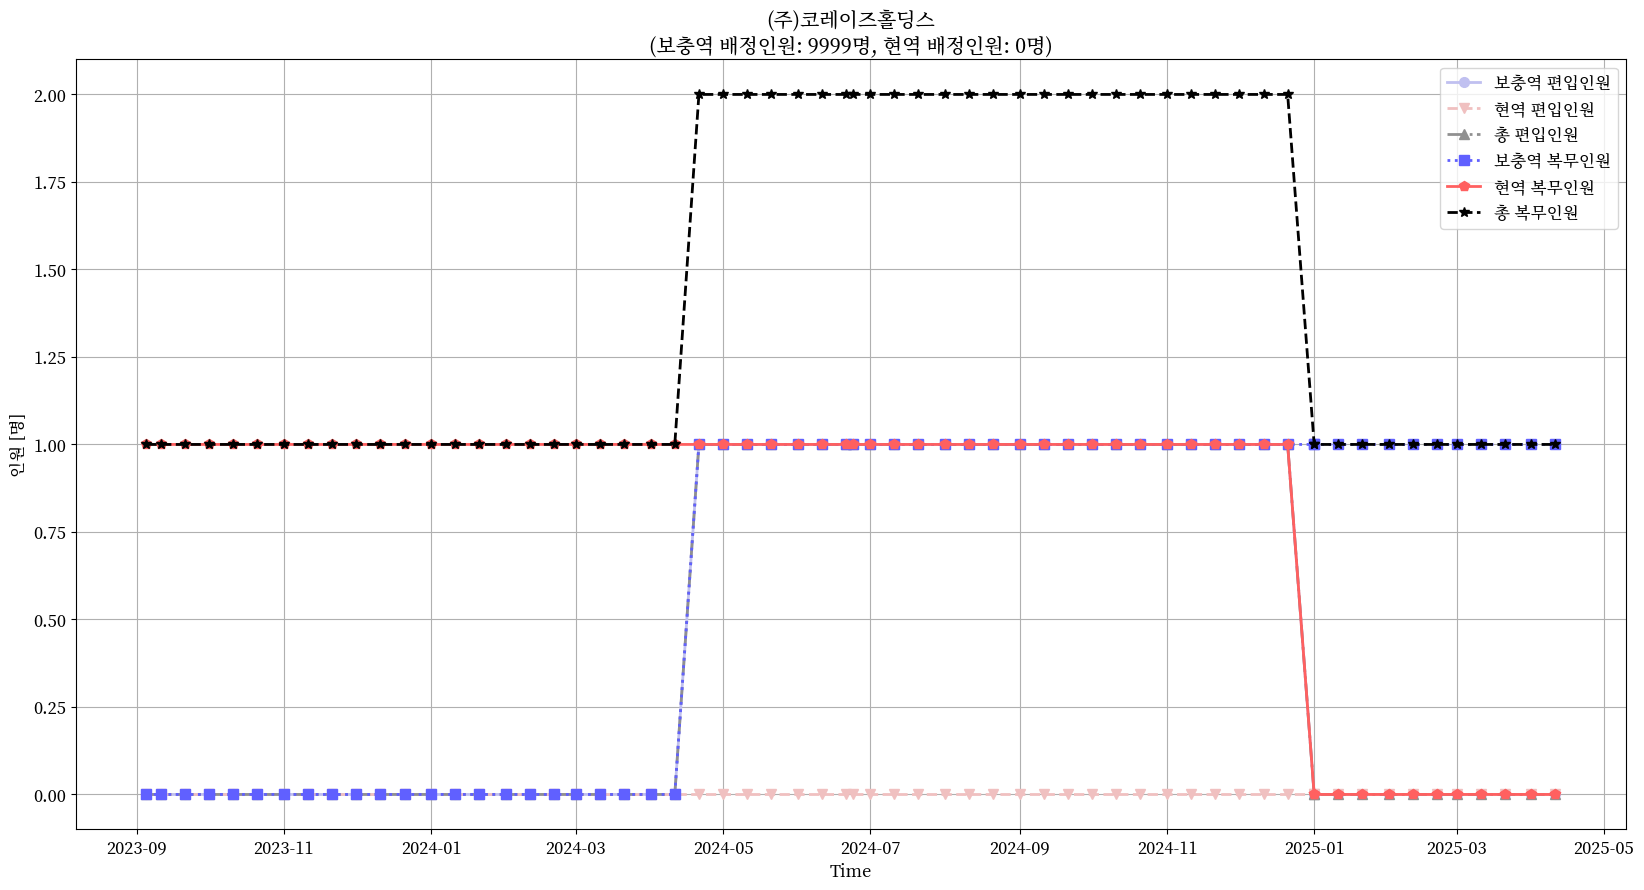 (주)코레이즈홀딩스
(보충역 배정인원: 9999명, 현역 배정인원: 0명)
보충역 편입인원
현역 편입인원
총 편입인원
보충역 복무인원
현역 복무인원
총 복무인원
인원 [명]
2.00
1.75
1.50
1.25
1.00
0.75
0.50
0.25
0.00
2023-09
2023-11
2024-01
2024-03
2024-05
2024-07
2024-09
2024-11
2025-01
2025-03
2025-05
Time